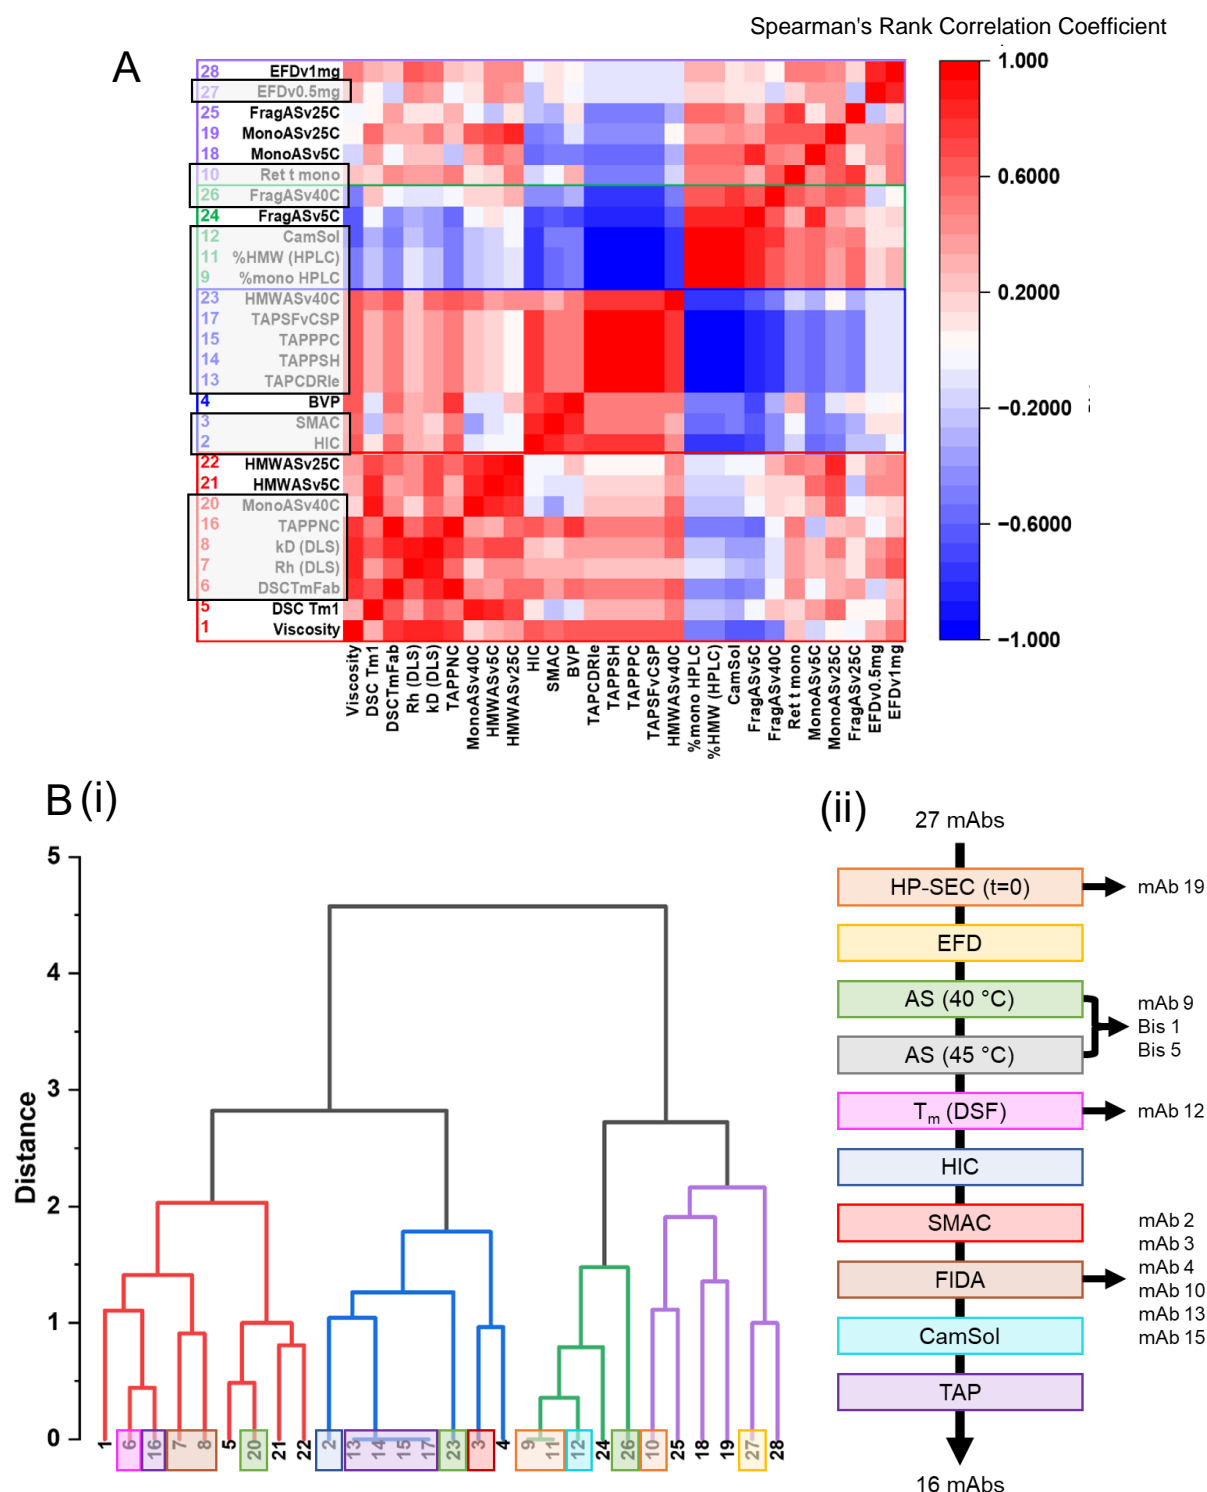 Spearman's Rank Correlation Coefficient
A
28 EFDv1mg
27 EFDv0.5mg
25 FragASv25C
19 MonoASv25C
18 MonoASv5C
10 Ret t mono
26 FragASv40C
24 FragASv5C
12 CamSol
11 %HMW (HPLC)
9 %mono HPLC
23 HMWASv40C
17 TAPSFvCSP
15 TAPPPC
14 TAPPSH
13 TAPCDRle
4 BVP
3 SMAC
2 HIC
22 HMWASv25C
21 HMWASv5C
20 MonoASv40C
16 TAPPNC
8 kD (DLS)
7 Rh (DLS)
6 DSCTmFab
5 DSC Tm1
1 Viscosity
1.000
0.6000
0.2000
−0.2000
−0.6000
−1.000
Viscosity
DSC Tm1
DSCTmFab
Rh (DLS)
kD (DLS)
TAPPNC
MonoASv40C
HMWASv5C
HMWASv25C
HIC
SMAC
BVP
TAPCDRle
TAPPSH
TAPPPC
TAPSFvCSP
HMWASv40C
%mono HPLC
%HMW (HPLC)
CamSol
FragASv5C
FragASv40C
Ret t mono
MonoASv5C
MonoASv25C
FragASv25C
EFDv0.5mg
EFDv1mg
B (i)
Distance
5
4
3
2
1
0
1 6 16 7 8 5 20 21 22 2 13 14 15 17 23 3 4 9 11 12 24 26 10 25 18 19 27 28
(ii)
27 mAbs
HP-SEC (t=0)
mAb 19
EFD
AS (40 °C)
AS (45 °C)
mAb 9
Bis 1
Bis 5
Tm (DSF)
mAb 12
HIC
SMAC
FIDA
mAb 2
mAb 3
mAb 4
mAb 10
mAb 13
mAb 15
CamSol
TAP
16 mAbs